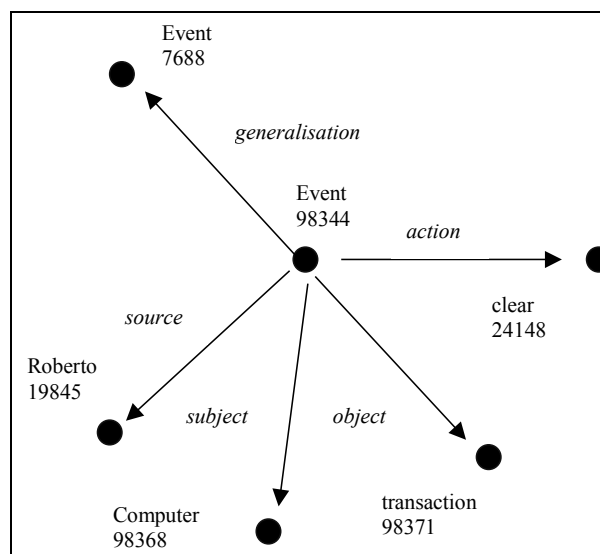 Event
7688
generalisation
Event
98344
action
clear
24148
source
Roberto
19845
subject
object
transaction
98371
Computer
98368